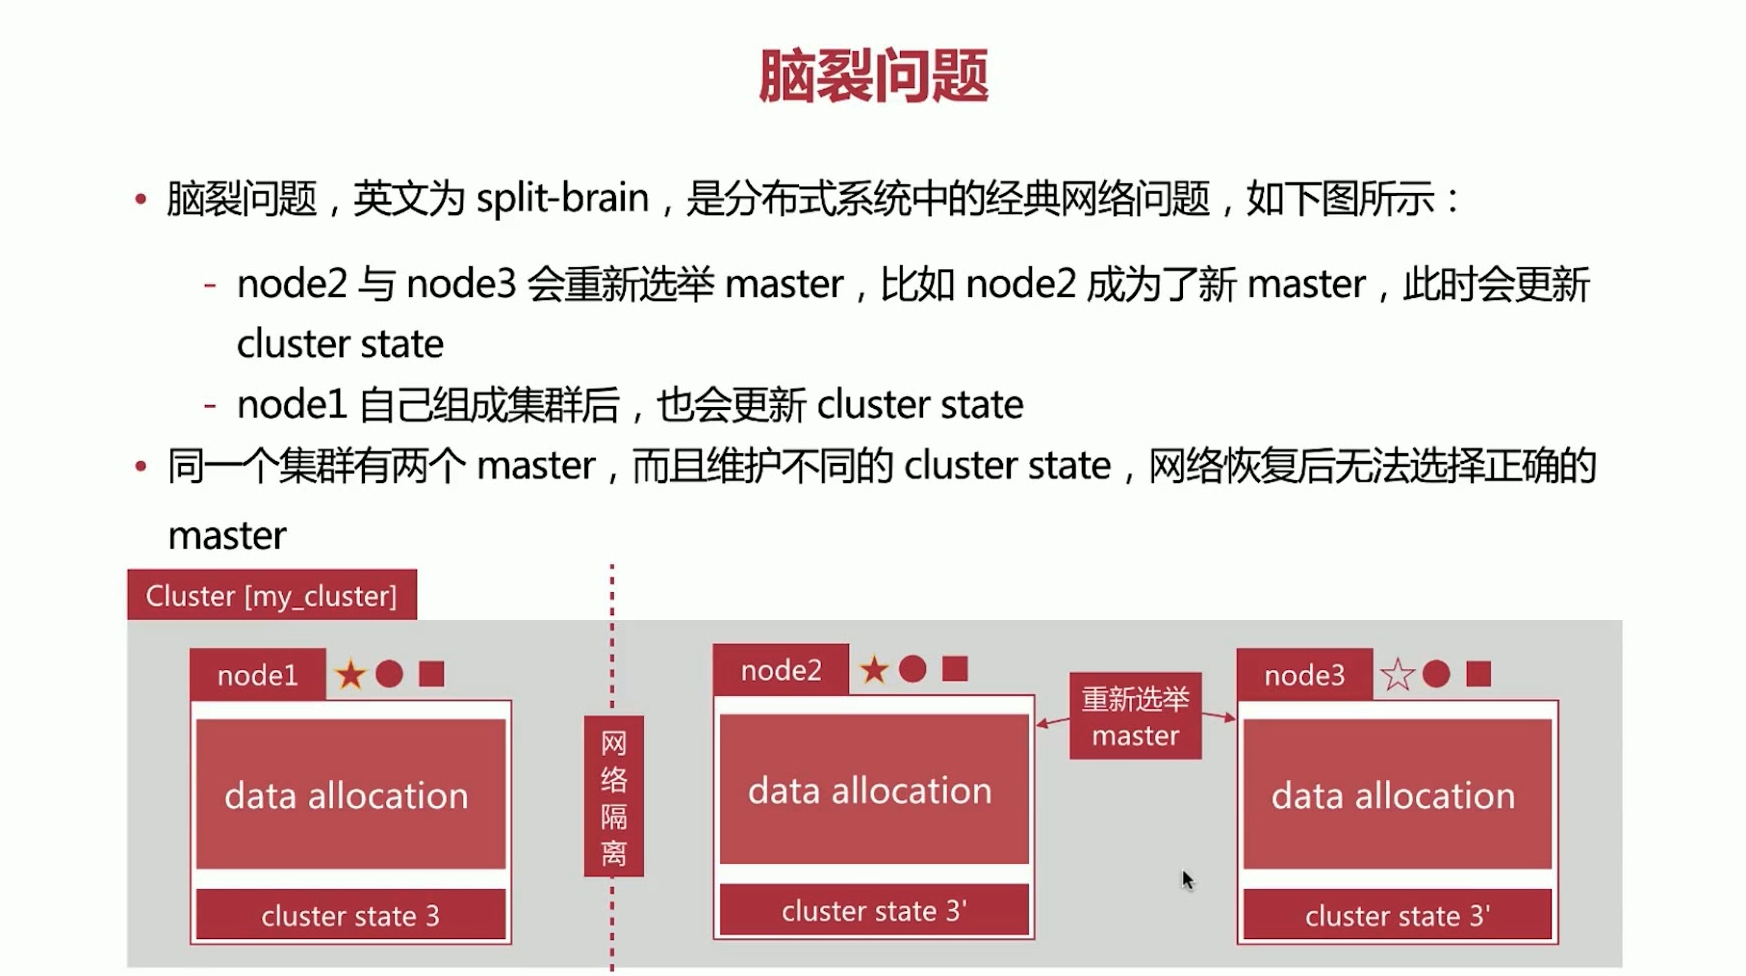 脑裂问题
• 脑裂问题，英文为 split-brain，是分布式系统中的经典网络问题，如下图所示：
- node2 与 node3 会重新选举 master，比如 node2 成为了新 master，此时会更新
cluster state
- node1 自己组成集群后，也会更新 cluster state
• 同一个集群有两个 master，而且维护不同的 cluster state，网络恢复后无法选择正确的
master
Cluster [my_cluster]
node1
data allocation
cluster state 3
网
络
隔
离
node2
data allocation
cluster state 3'
重新选举
master
node3
data allocation
cluster state 3'